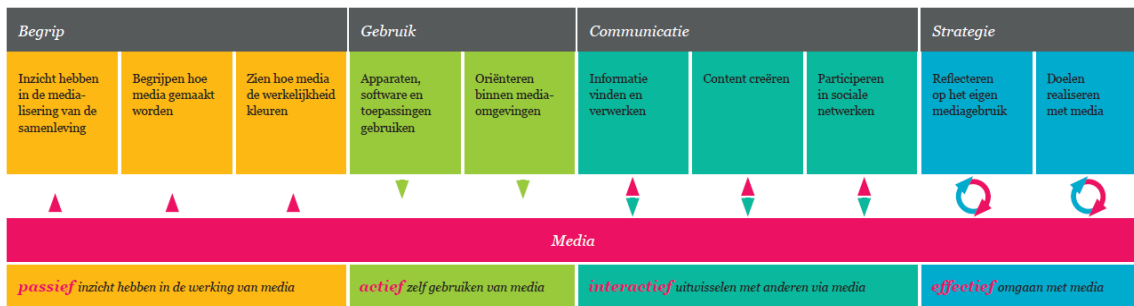 Begrip
Gebruik
Communicatie
Strategie
Inzicht hebben
in de media-
lisering van de
samenleving
Begrijpen hoe
media gemaakt
worden
Zien hoe media
de werkelijkheid
kleuren
Apparaten,
software en
toepassingen
gebruiken
Oriënteren
binnen media-
omgevingen
Informatie
vinden en
verwerken
Content creëren
Participeren
in sociale
netwerken
Reflecteren
op het eigen
mediagebruik
Doelen
realiseren
met media
Media
passief inzicht hebben in de werking van media
actief zelf gebruiken van media
interactief uitwisselen met anderen via media
effectief omgaan met media